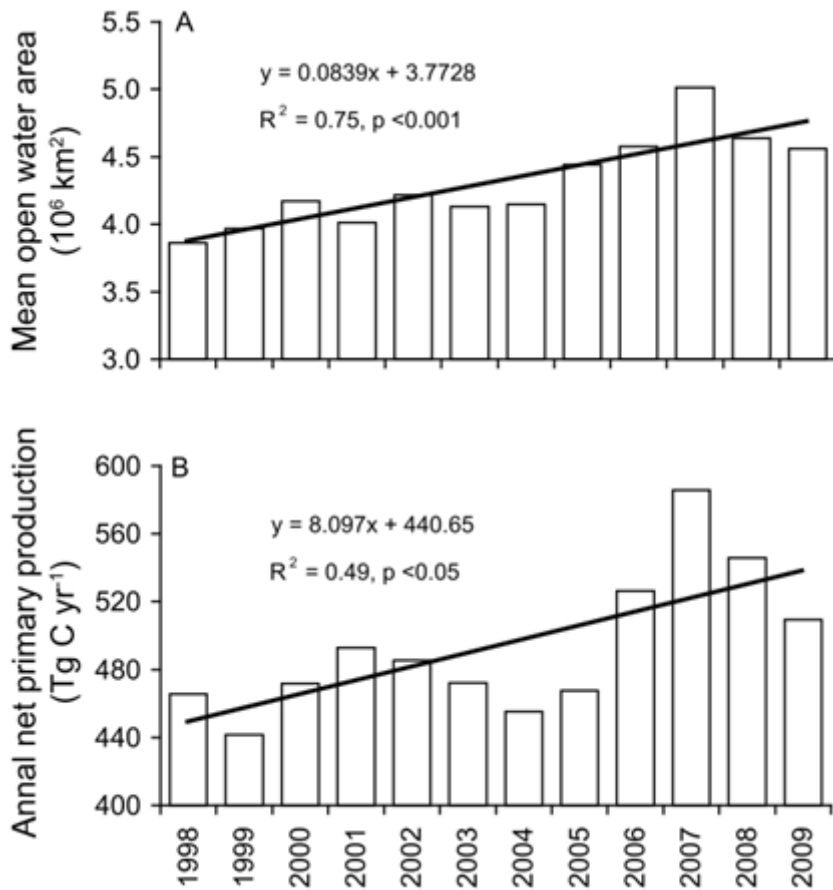 A
Mean open water area
(10⁶ km²)
5.5
5.0
4.5
4.0
3.5
3.0
y = 0.0839x + 3.7728
R² = 0.75, p <0.001
B
Annal net primary production
(Tg C yr⁻¹)
600
560
520
480
440
400
y = 8.097x + 440.65
R² = 0.49, p <0.05
1998
1999
2000
2001
2002
2003
2004
2005
2006
2007
2008
2009